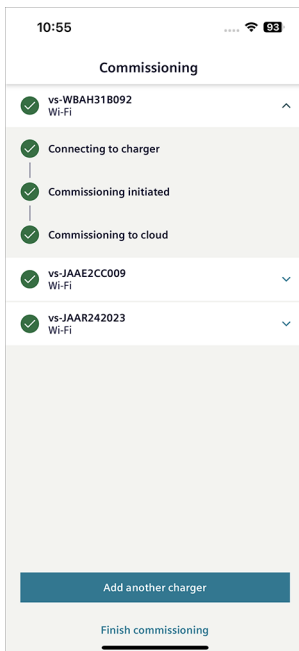 10:55
93
Commissioning
vs-WBAH31B092
Wi-Fi
Connecting to charger
Commissioning initiated
Commissioning to cloud
vs-JAAE2CC009
Wi-Fi
vs-JAAR242023
Wi-Fi
Add another charger
Finish commissioning